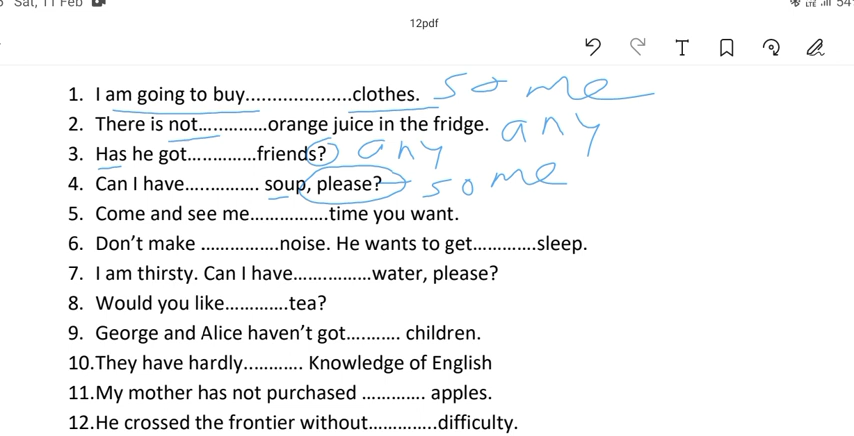 Sat, 11 Feb
LTE 54
12pdf
T
1. I am going to buy....................clothes. some
2. There is not.............orange juice in the fridge. any
3. Has he got..............friends? any
4. Can I have............... soup, please? some
5. Come and see me................time you want.
6. Don't make ................noise. He wants to get.............sleep.
7. I am thirsty. Can I have................water, please?
8. Would you like.............tea?
9. George and Alice haven't got........... children.
10.They have hardly............ Knowledge of English
11.My mother has not purchased ............. apples.
12.He crossed the frontier without..............difficulty.